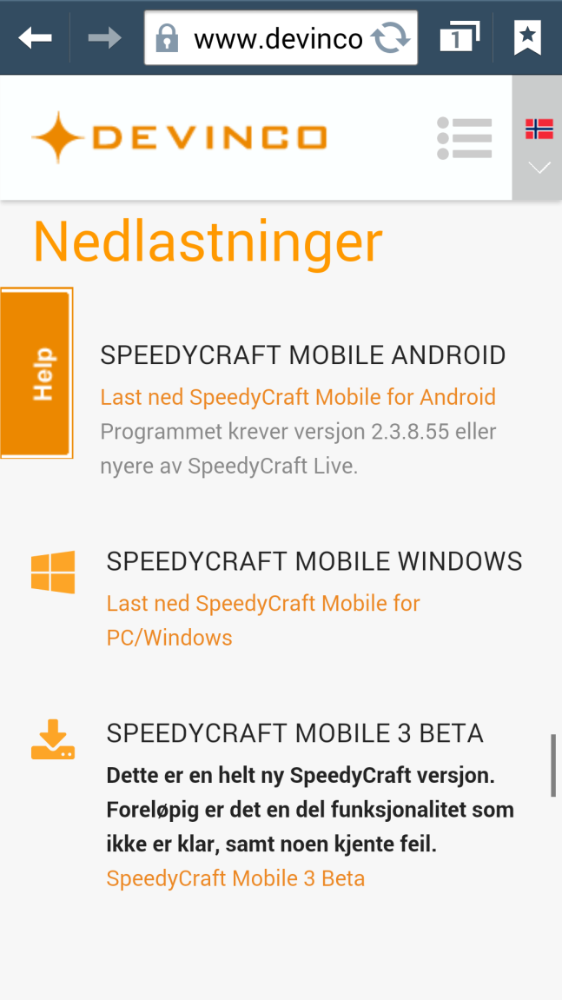 www.devinco
1
DEVINCO
Nedlastninger
Help
SPEEDYCRAFT MOBILE ANDROID
Last ned SpeedyCraft Mobile for Android
Programmet krever versjon 2.3.8.55 eller
nyere av SpeedyCraft Live.
SPEEDYCRAFT MOBILE WINDOWS
Last ned SpeedyCraft Mobile for
PC/Windows
SPEEDYCRAFT MOBILE 3 BETA
Dette er en helt ny SpeedyCraft versjon.
Foreløpig er det en del funksjonalitet som
ikke er klar, samt noen kjente feil.
SpeedyCraft Mobile 3 Beta